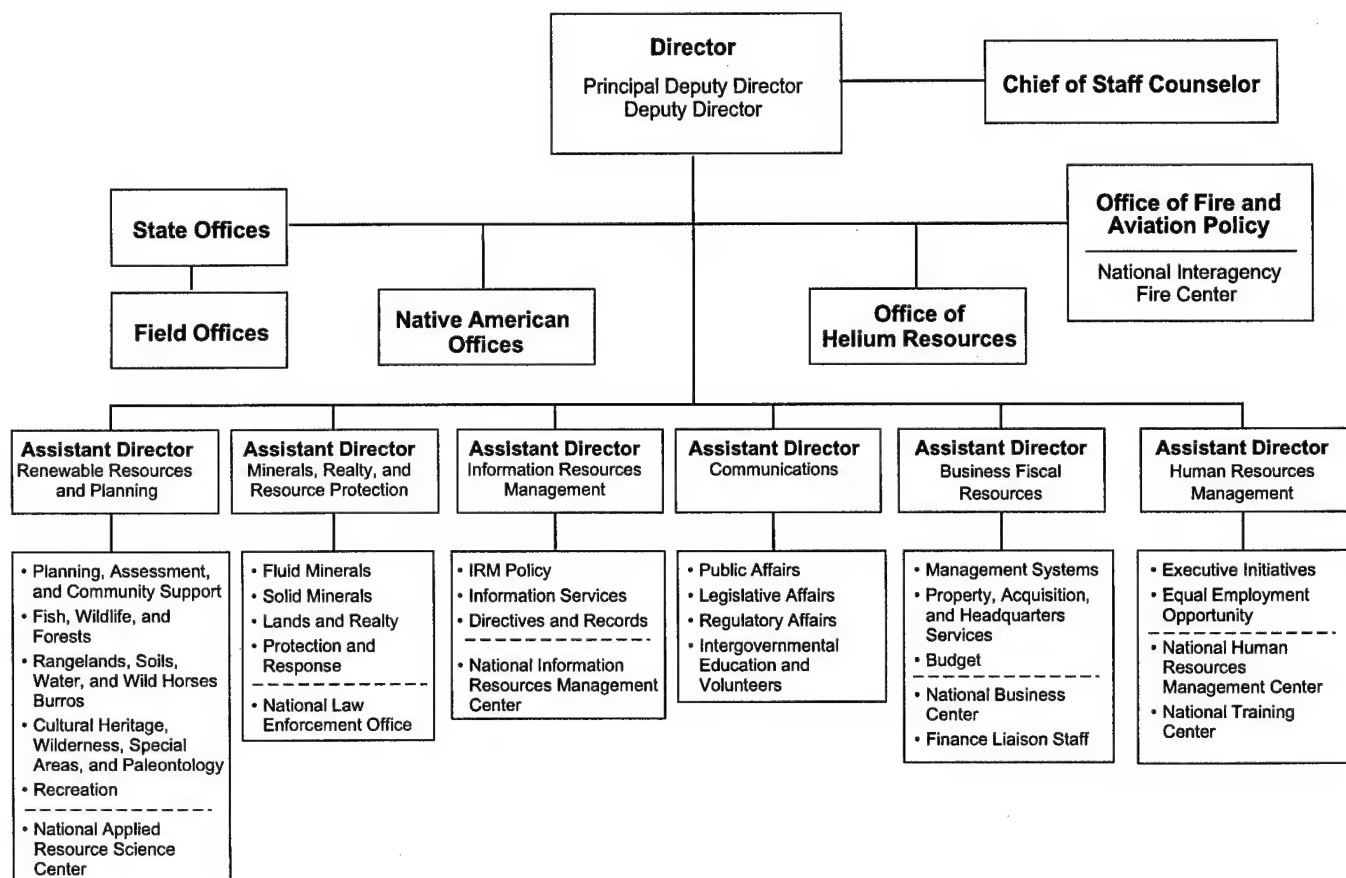 Director
Principal Deputy Director
Deputy Director
Chief of Staff Counselor
State Offices
Office of Fire and
Aviation Policy
National Interagency
Fire Center
Field Offices
Native American
Offices
Office of
Helium Resources
Assistant Director
Renewable Resources
and Planning
Assistant Director
Minerals, Realty, and
Resource Protection
Assistant Director
Information Resources
Management
Assistant Director
Communications
Assistant Director
Business Fiscal
Resources
Assistant Director
Human Resources
Management
• Planning, Assessment,
and Community Support
• Fish, Wildlife, and
Forests
• Rangelands, Soils,
Water, and Wild Horses
Burros
• Cultural Heritage,
Wilderness, Special
Areas, and Paleontology
• Recreation
• National Applied
Resource Science
Center
• Fluid Minerals
• Solid Minerals
• Lands and Realty
• Protection and
Response
• National Law
Enforcement Office
• IRM Policy
• Information Services
• Directives and Records
• National Information
Resources Management
Center
• Public Affairs
• Legislative Affairs
• Regulatory Affairs
• Intergovernmental
Education and
Volunteers
• Management Systems
• Property, Acquisition,
and Headquarters
Services
• Budget
• National Business
Center
• Finance Liaison Staff
• Executive Initiatives
• Equal Employment
Opportunity
• National Human
Resources
Management Center
• National Training
Center